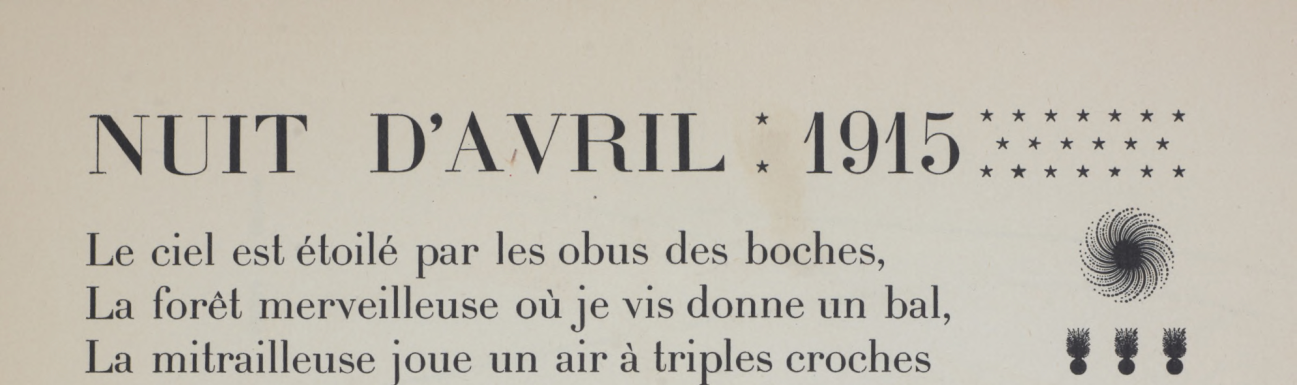 NUIT D'AVRIL : 1915
Le ciel est étoilé par les obus des boches,
La forêt merveilleuse où je vis donne un bal,
La mitrailleuse joue un air à triples croches